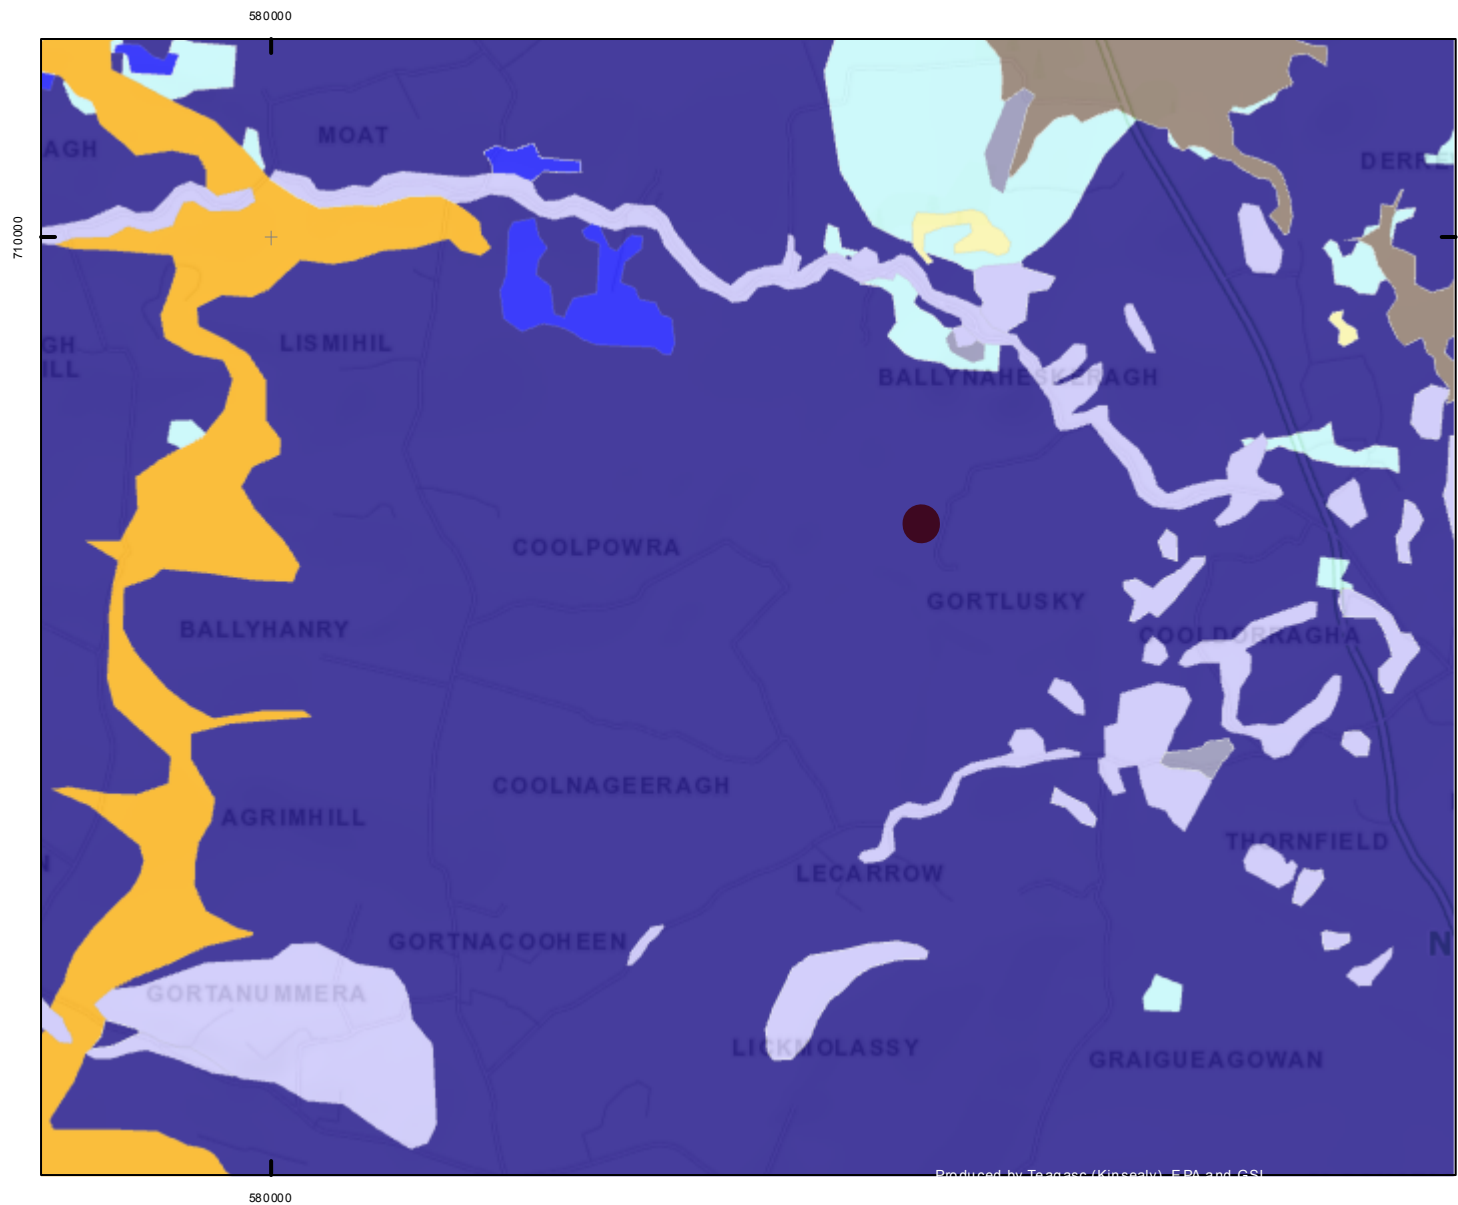 580000
MOAT
AGH
DERRE
710000
LISMIHIL
GH
ILL
BALLYNAHESKERAGH
COOLPOWRA
GORTLUSKY
BALLYHANRY
COOLDORRAGHA
COOLNAGEERAGH
AGRIMHILL
THORNFIELD
N
LECARROW
GORTNACOOHEEN
N
GORTANUMMERA
LICKMOLASSY
GRAIGUEAGOWAN
Produced by Teagasc (Kinsealy), EPA and GSI
580000